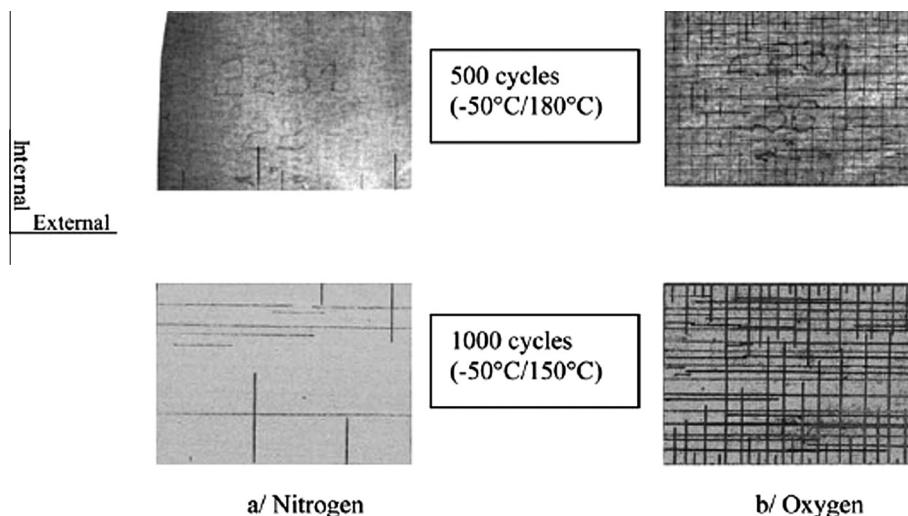 500 cycles
(-50°C/180°C)
Internal
External
1000 cycles
(-50°C/150°C)
a/ Nitrogen
b/ Oxygen